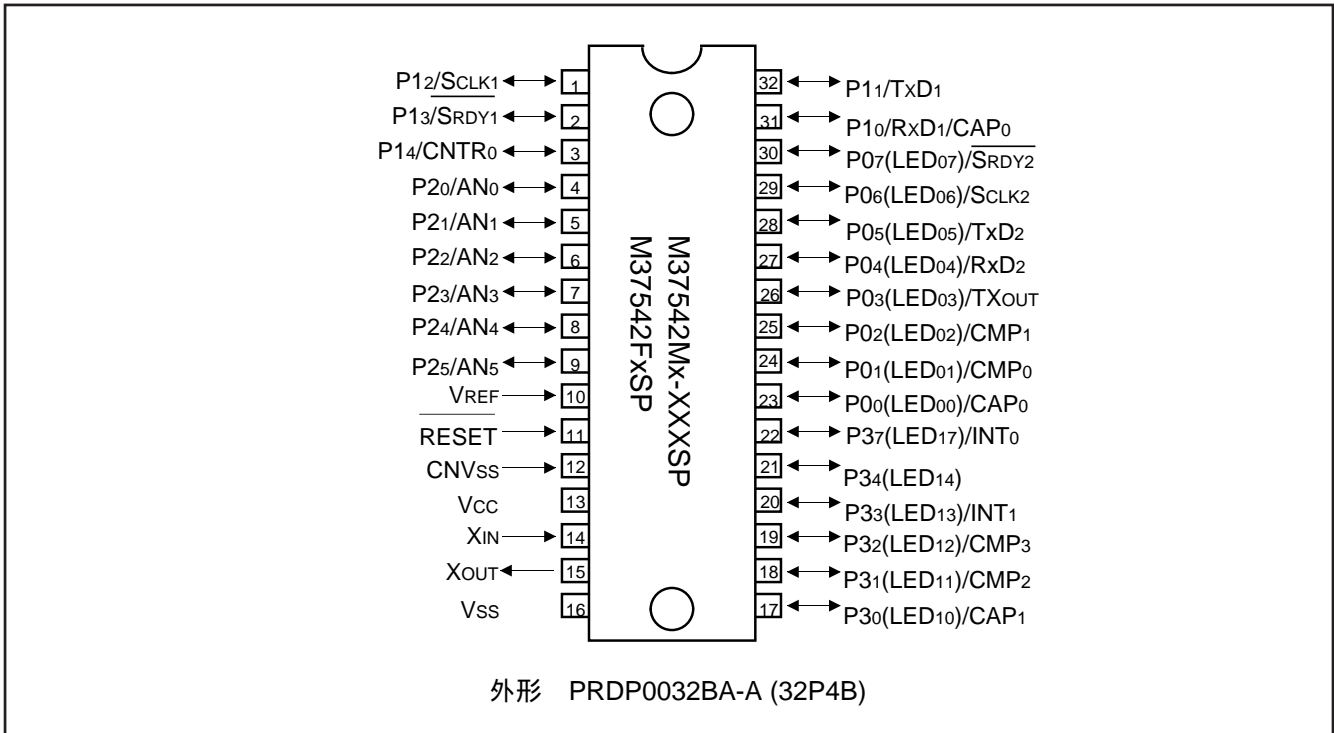 P12/SCLK1 1 32 P11/TXD1
P13/SRDY1 2 31 P10/RXD1/CAP0
P14/CNTR0 3 30 P07(LED07)/SRDY2
P20/AN0 4 29 P06(LED06)/SCLK2
P21/AN1 5 28 P05(LED05)/TxD2
P22/AN2 6 27 P04(LED04)/RxD2
P23/AN3 7 26 P03(LED03)/TXOUT
P24/AN4 8 25 P02(LED02)/CMP1
P25/AN5 9 24 P01(LED01)/CMP0
VREF 10 23 P00(LED00)/CAP0
RESET 11 22 P37(LED17)/INT0
CNVSS 12 21 P34(LED14)
VCC 13 20 P33(LED13)/INT1
XIN 14 19 P32(LED12)/CMP3
XOUT 15 18 P31(LED11)/CMP2
VSS 16 17 P30(LED10)/CAP1
M37542Mx-XXXSP
M37542FxSP
外形 PRDP0032BA-A (32P4B)